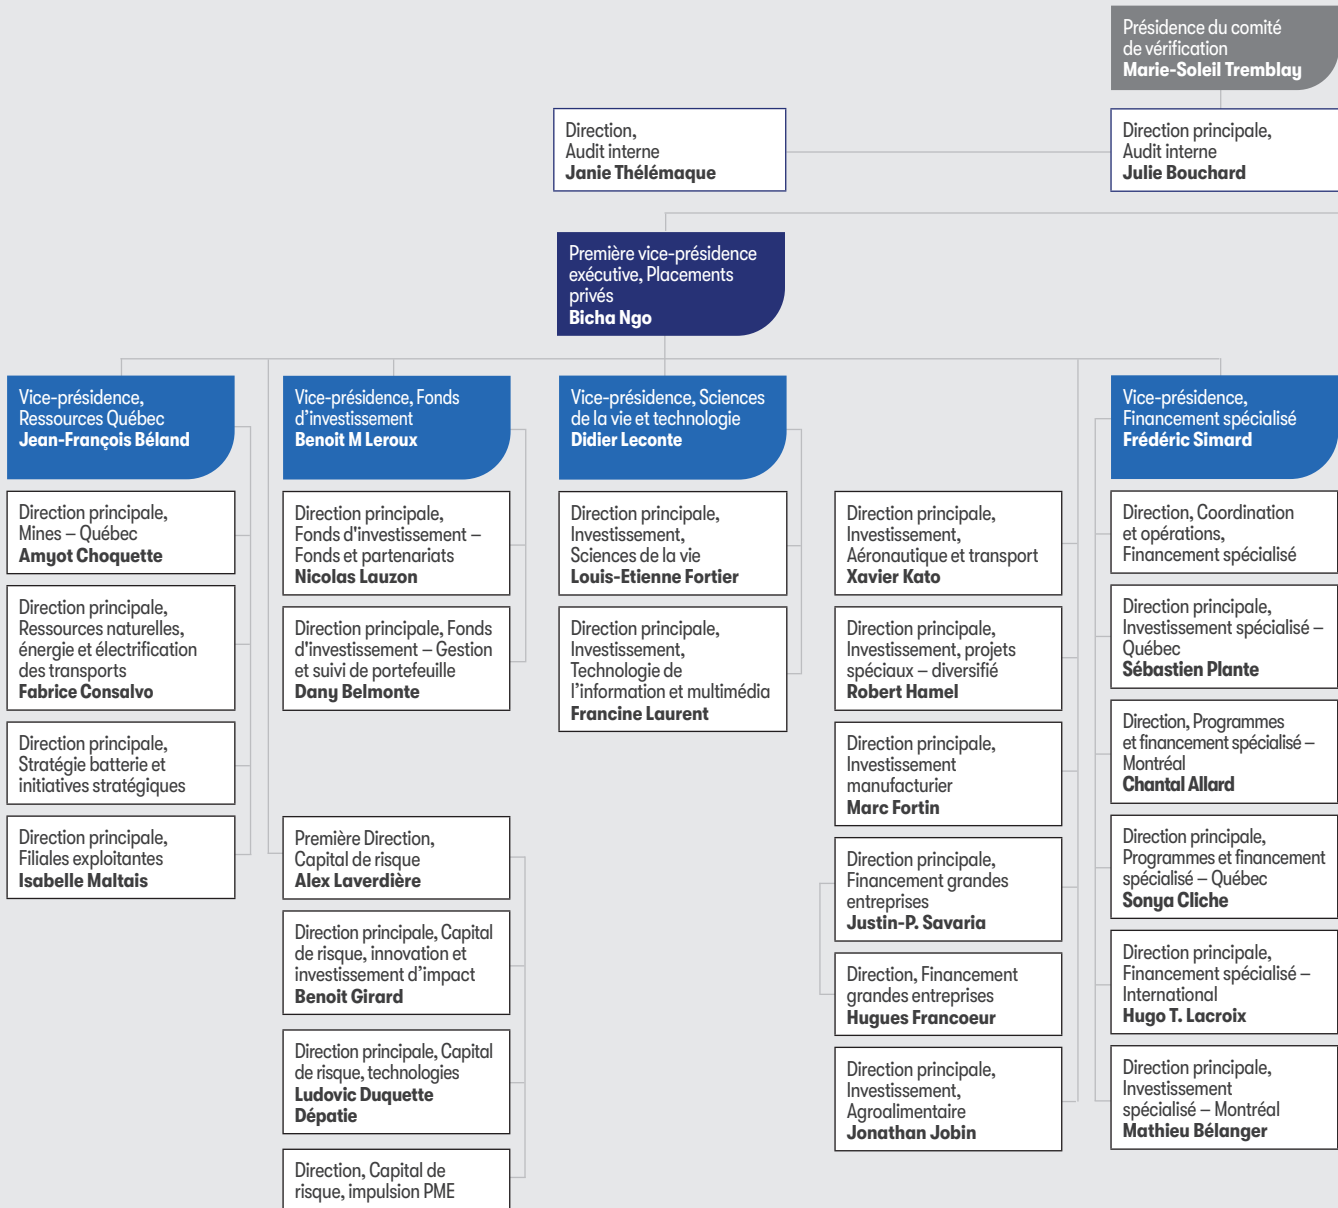 Présidence du comité
de vérification
Marie-Soleil Tremblay
Direction,
Audit interne
Janie Thélémaque
Direction principale,
Audit interne
Julie Bouchard
Première vice-présidence
exécutive, Placements
privés
Bicha Ngo
Vice-présidence,
Ressources Québec
Jean-François Béland
Direction principale,
Mines – Québec
Amyot Choquette
Direction principale,
Ressources naturelles,
énergie et électrification
des transports
Fabrice Consalvo
Direction principale,
Stratégie batterie et
initiatives stratégiques
Direction principale,
Filiales exploitantes
Isabelle Maltais
Vice-présidence, Fonds
d’investissement
Benoit M Leroux
Direction principale,
Fonds d'investissement –
Fonds et partenariats
Nicolas Lauzon
Direction principale, Fonds
d'investissement – Gestion
et suivi de portefeuille
Dany Belmonte
Première Direction,
Capital de risque
Alex Laverdière
Direction principale, Capital
de risque, innovation et
investissement d’impact
Benoit Girard
Direction principale, Capital
de risque, technologies
Ludovic Duquette
Dépatie
Direction, Capital de
risque, impulsion PME
Vice-présidence, Sciences
de la vie et technologie
Didier Leconte
Direction principale,
Investissement,
Sciences de la vie
Louis-Etienne Fortier
Direction principale,
Investissement,
Technologie de
l’information et multimédia
Francine Laurent
Direction principale,
Investissement,
Aéronautique et transport
Xavier Kato
Direction principale,
Investissement, projets
spéciaux – diversifié
Robert Hamel
Direction principale,
Investissement
manufacturier
Marc Fortin
Direction principale,
Financement grandes
entreprises
Justin-P. Savaria
Direction, Financement
grandes entreprises
Hugues Francoeur
Direction principale,
Investissement,
Agroalimentaire
Jonathan Jobin
Vice-présidence,
Financement spécialisé
Frédéric Simard
Direction, Coordination
et opérations,
Financement spécialisé
Direction principale,
Investissement spécialisé –
Québec
Sébastien Plante
Direction, Programmes
et financement spécialisé –
Montréal
Chantal Allard
Direction principale,
Programmes et financement
spécialisé – Québec
Sonya Cliche
Direction principale,
Financement spécialisé –
International
Hugo T. Lacroix
Direction principale,
Investissement
spécialisé – Montréal
Mathieu Bélanger